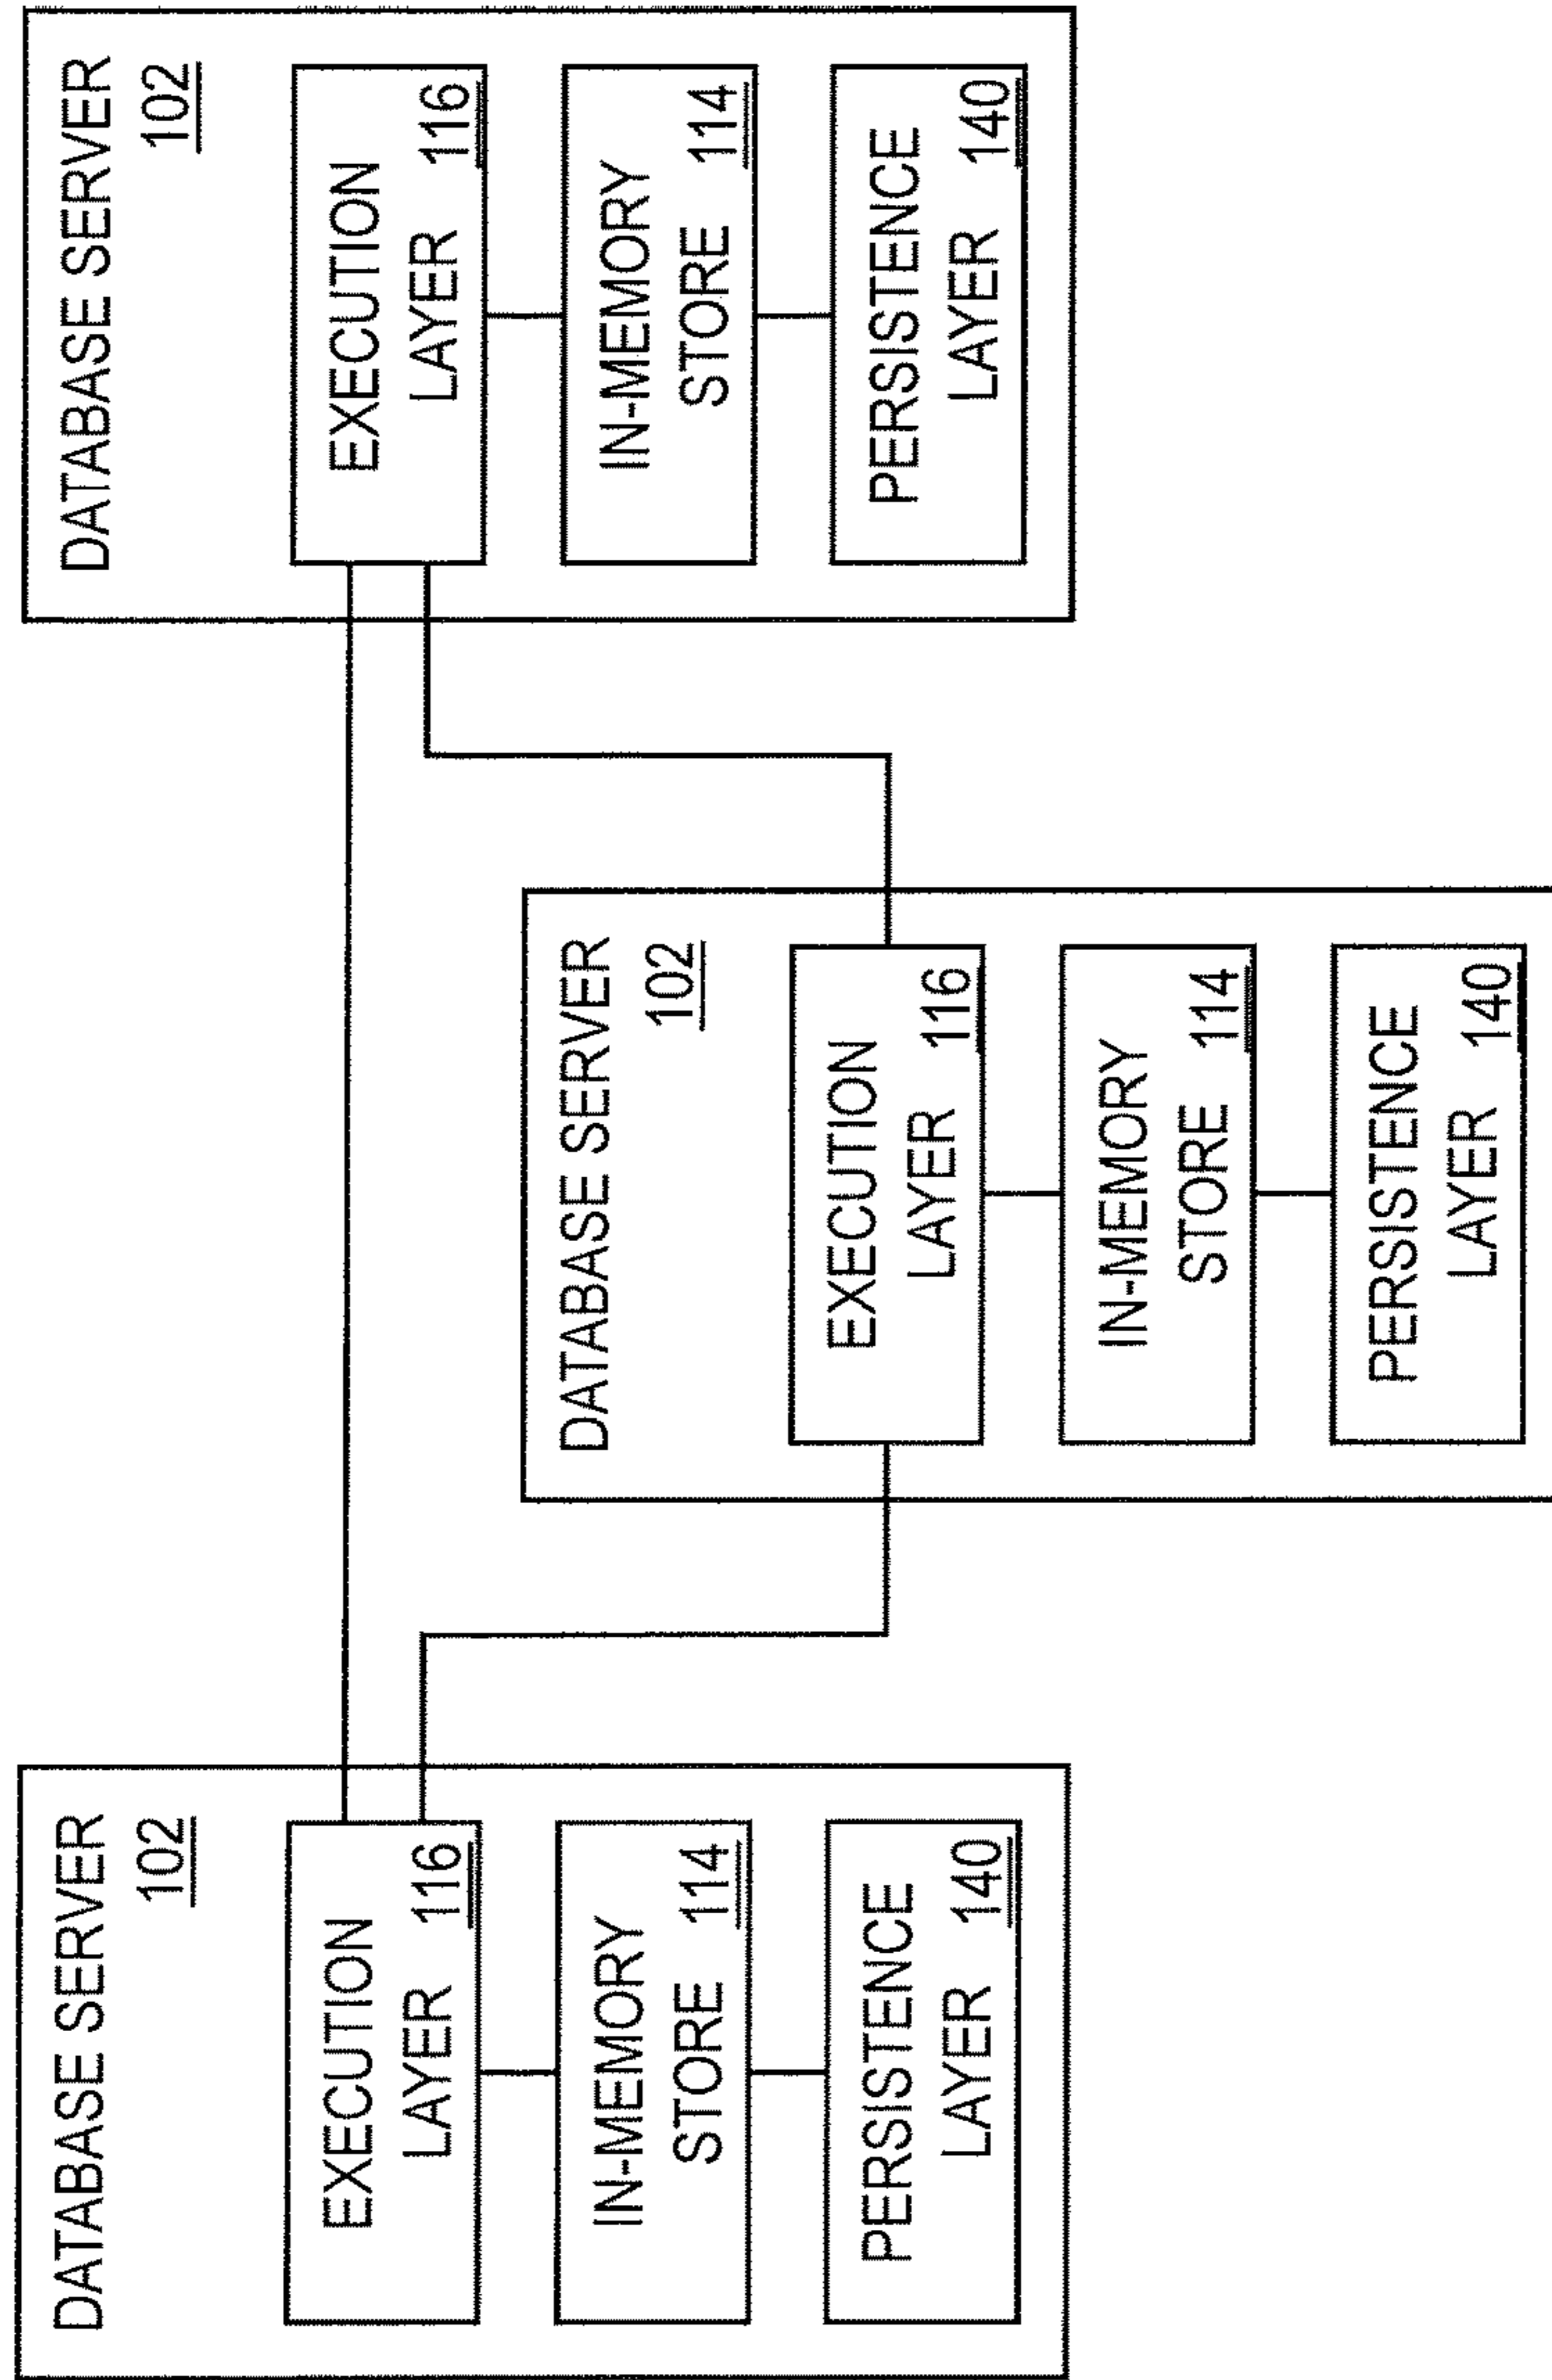 DATABASE SERVER
102
EXECUTION
LAYER 116
IN-MEMORY
STORE 114
PERSISTENCE
LAYER 140
DATABASE SERVER
102
EXECUTION
LAYER 116
IN-MEMORY
STORE 114
PERSISTENCE
LAYER 140
DATABASE SERVER
102
EXECUTION
LAYER 116
IN-MEMORY
STORE 114
PERSISTENCE
LAYER 140